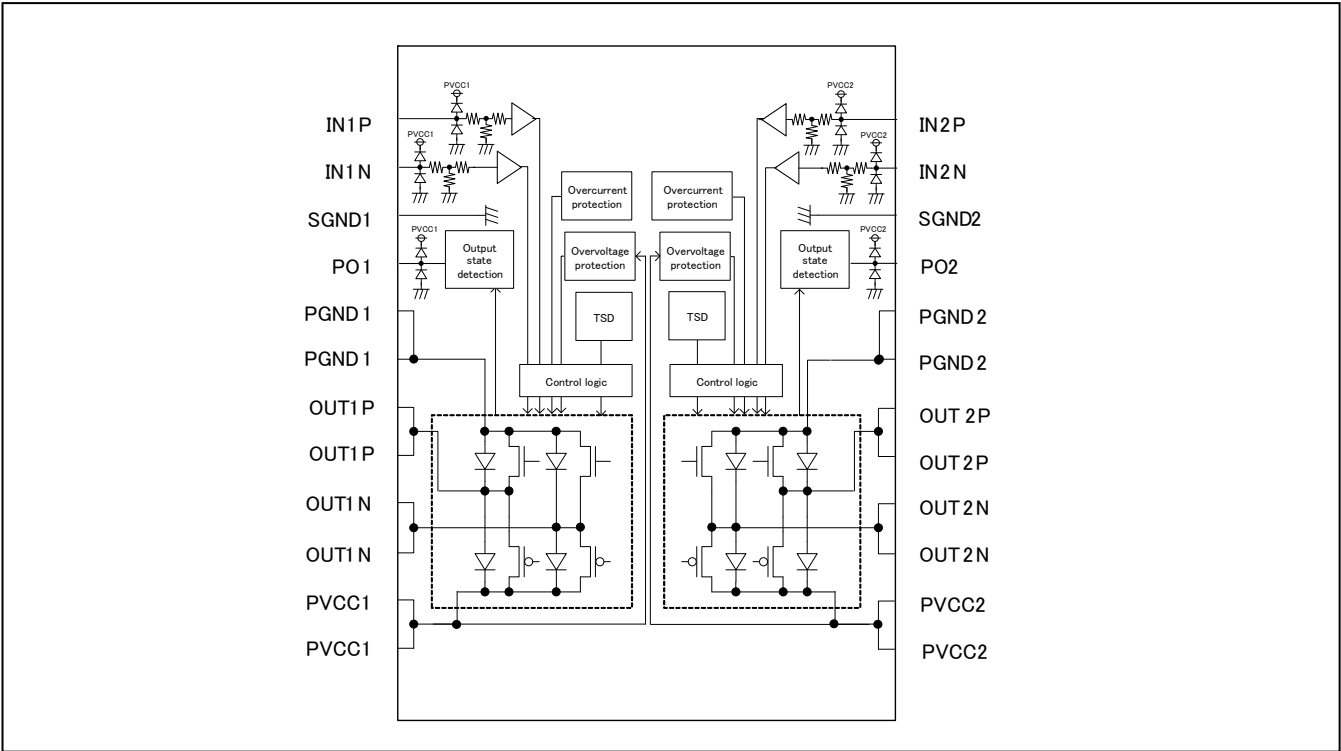 PVCC1
IN1P
PVCC1
IN1N
SGND1
PVCC1
PO1
PGND1
PGND1
OUT1P
OUT1P
OUT1N
OUT1N
PVCC1
PVCC1
Overcurrent
protection
Output
state
detection
Overvoltage
protection
TSD
Control logic
Overcurrent
protection
Overvoltage
protection
Output
state
detection
TSD
Control logic
PVCC2
IN2P
PVCC2
IN2N
SGND2
PVCC2
PO2
PGND2
PGND2
OUT2P
OUT2P
OUT2N
OUT2N
PVCC2
PVCC2